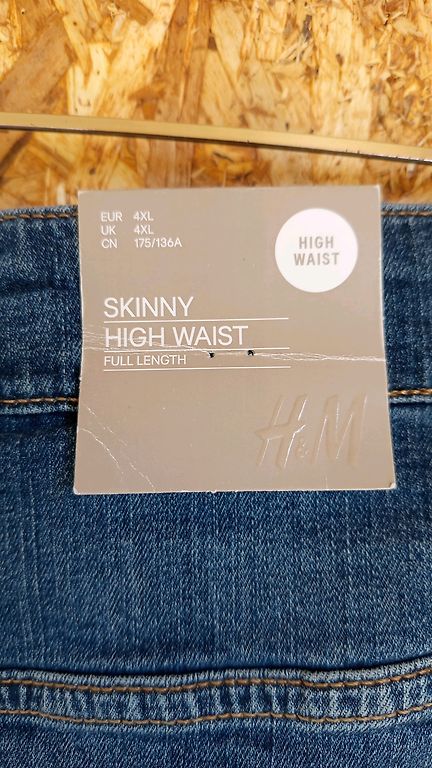 EUR 4XL
UK 4XL
CN 175/136A
HIGH
WAIST
SKINNY
HIGH WAIST
FULL LENGTH
H&M